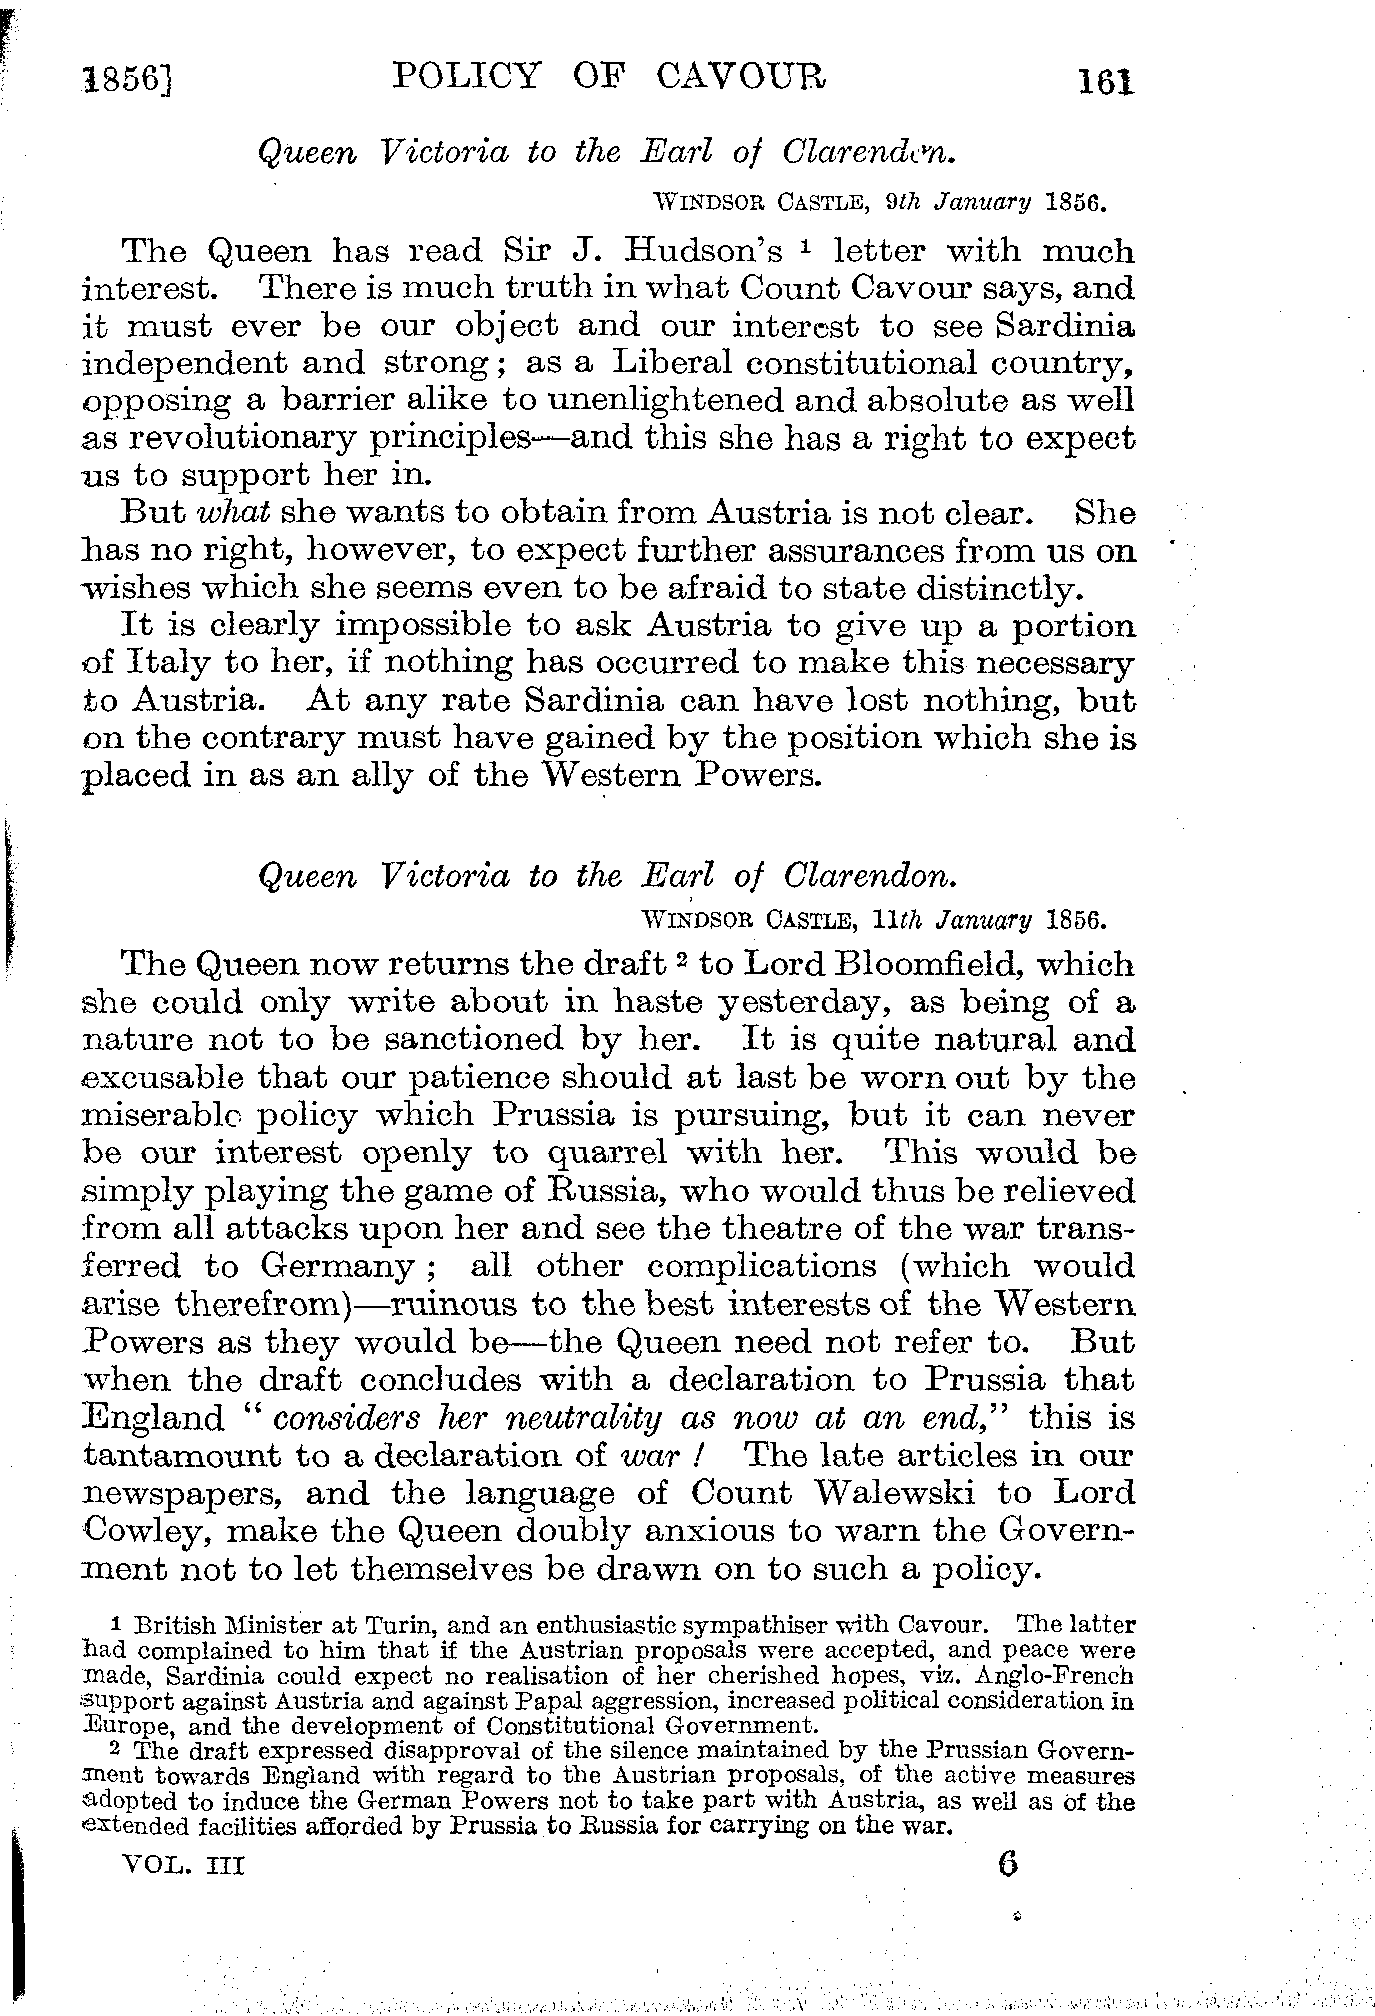 1856] POLICY OF CAVOUR 161
Queen Victoria to the Earl of Clarendon.
WINDSOR CASTLE, 9th January 1856.
The Queen has read Sir J. Hudson's 1 letter with much
interest. There is much truth in what Count Cavour says, and
it must ever be our object and our interest to see Sardinia
independent and strong; as a Liberal constitutional country,
opposing a barrier alike to unenlightened and absolute as well
as revolutionary principles—and this she has a right to expect
us to support her in.
But what she wants to obtain from Austria is not clear. She
has no right, however, to expect further assurances from us on
wishes which she seems even to be afraid to state distinctly.
It is clearly impossible to ask Austria to give up a portion
of Italy to her, if nothing has occurred to make this necessary
to Austria. At any rate Sardinia can have lost nothing, but
on the contrary must have gained by the position which she is
placed in as an ally of the Western Powers.
Queen Victoria to the Earl of Clarendon.
WINDSOR CASTLE, 11th January 1856.
The Queen now returns the draft 2 to Lord Bloomfield, which
she could only write about in haste yesterday, as being of a
nature not to be sanctioned by her. It is quite natural and
excusable that our patience should at last be worn out by the
miserable policy which Prussia is pursuing, but it can never
be our interest openly to quarrel with her. This would be
simply playing the game of Russia, who would thus be relieved
from all attacks upon her and see the theatre of the war trans-
ferred to Germany; all other complications (which would
arise therefrom)—ruinous to the best interests of the Western
Powers as they would be—the Queen need not refer to. But
when the draft concludes with a declaration to Prussia that
England "considers her neutrality as now at an end," this is
tantamount to a declaration of war! The late articles in our
newspapers, and the language of Count Walewski to Lord
Cowley, make the Queen doubly anxious to warn the Govern-
ment not to let themselves be drawn on to such a policy.
1 British Minister at Turin, and an enthusiastic sympathiser with Cavour. The latter
had complained to him that if the Austrian proposals were accepted, and peace were
made, Sardinia could expect no realisation of her cherished hopes, viz. Anglo-French
support against Austria and against Papal aggression, increased political consideration in
Europe, and the development of Constitutional Government.
2 The draft expressed disapproval of the silence maintained by the Prussian Govern-
ment towards England with regard to the Austrian proposals, of the active measures
adopted to induce the German Powers not to take part with Austria, as well as of the
extended facilities afforded by Prussia to Russia for carrying on the war.
VOL. III 6